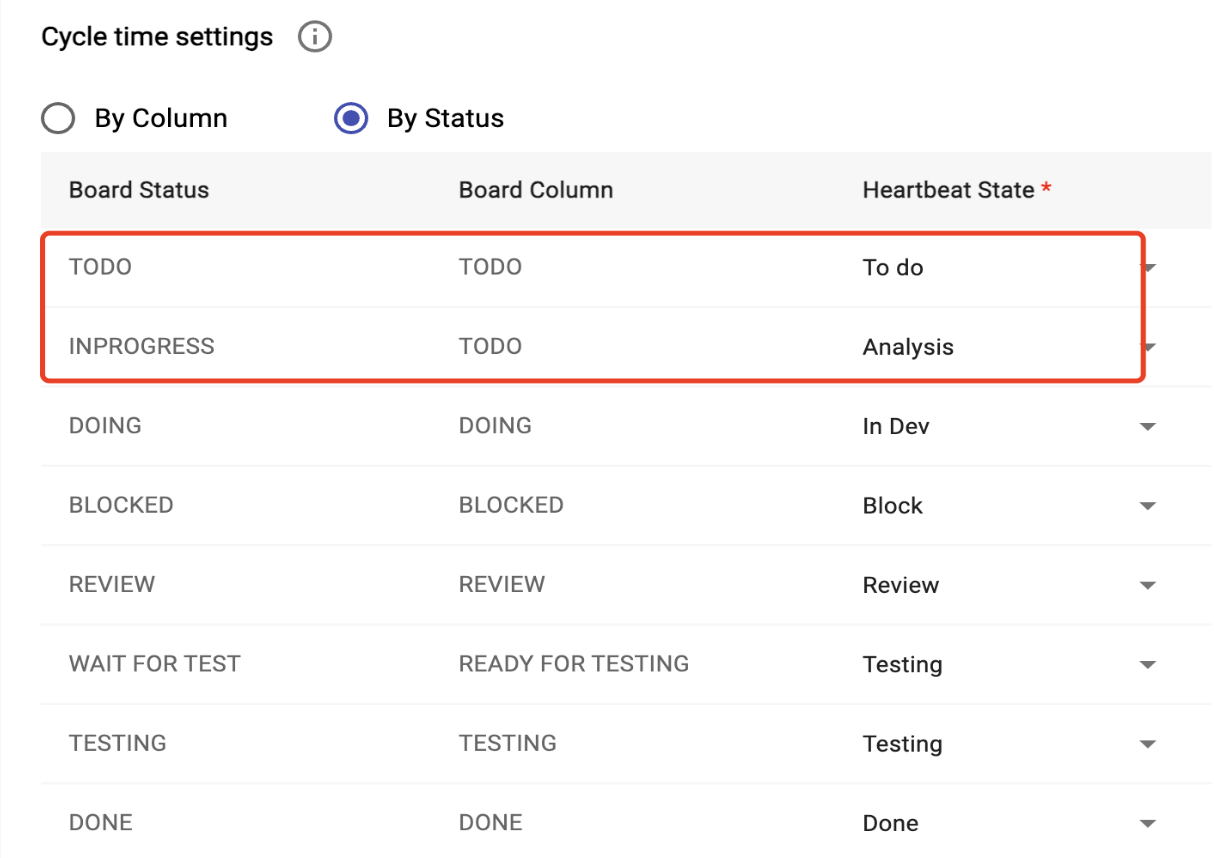 Cycle time settings
By Column By Status
Board Status Board Column Heartbeat State *
TODO TODO To do
INPROGRESS TODO Analysis
DOING DOING In Dev
BLOCKED BLOCKED Block
REVIEW REVIEW Review
WAIT FOR TEST READY FOR TESTING Testing
TESTING TESTING Testing
DONE DONE Done